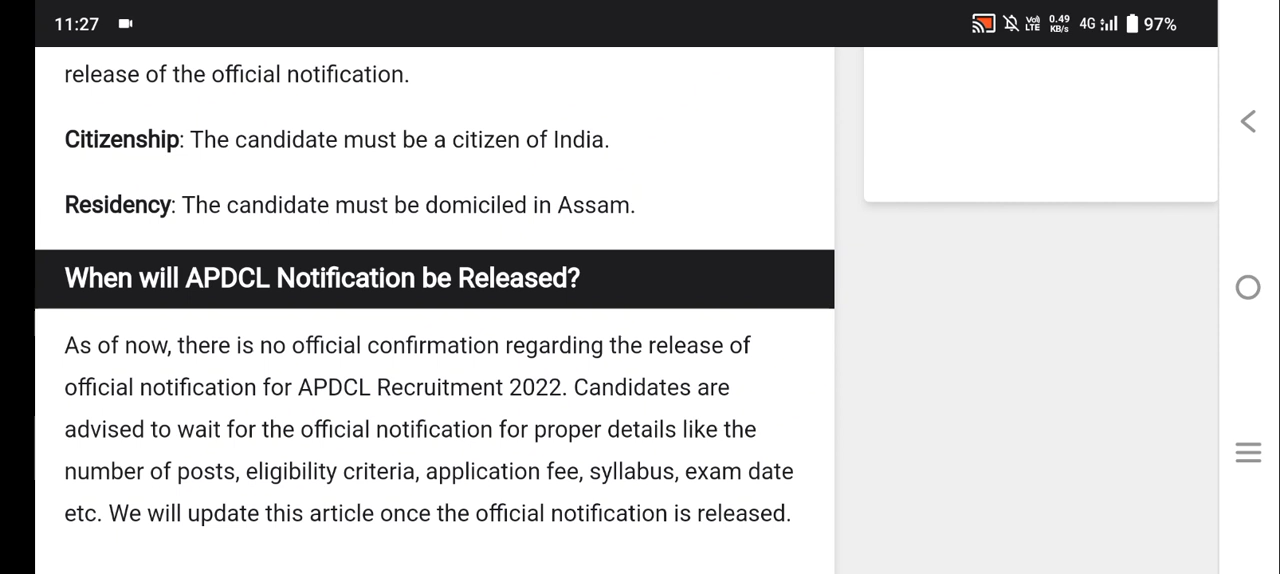 11:27
Vo) LTE 0.49 KB/s 4G 97%
release of the official notification.
Citizenship: The candidate must be a citizen of India.
Residency: The candidate must be domiciled in Assam.
When will APDCL Notification be Released?
As of now, there is no official confirmation regarding the release of
official notification for APDCL Recruitment 2022. Candidates are
advised to wait for the official notification for proper details like the
number of posts, eligibility criteria, application fee, syllabus, exam date
etc. We will update this article once the official notification is released.